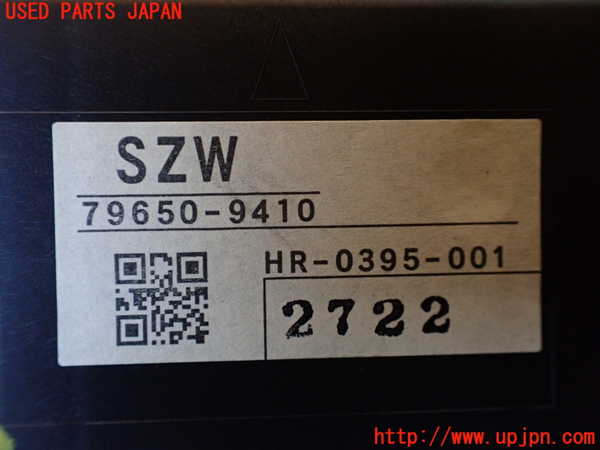 USED PARTS JAPAN
SZW
79650-9410
HR-0395-001
2722
http://www.upjpn.com/